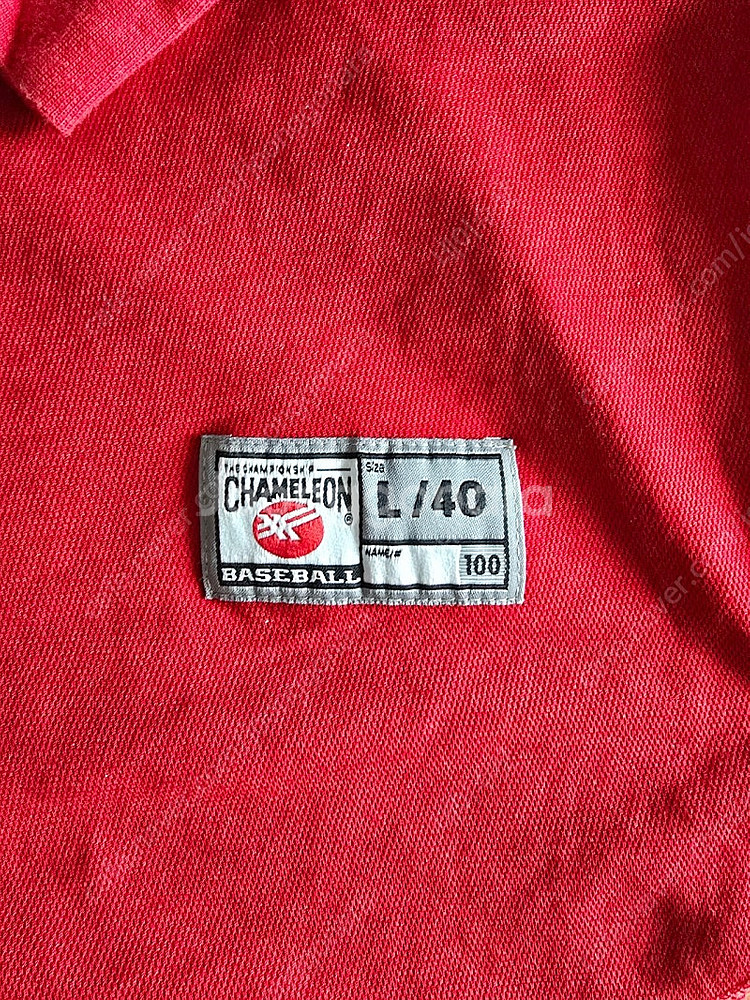 THE CHAMPIONSHIP
CHAMELEON
®
BASEBALL
Size
L / 40
NAME/#
100